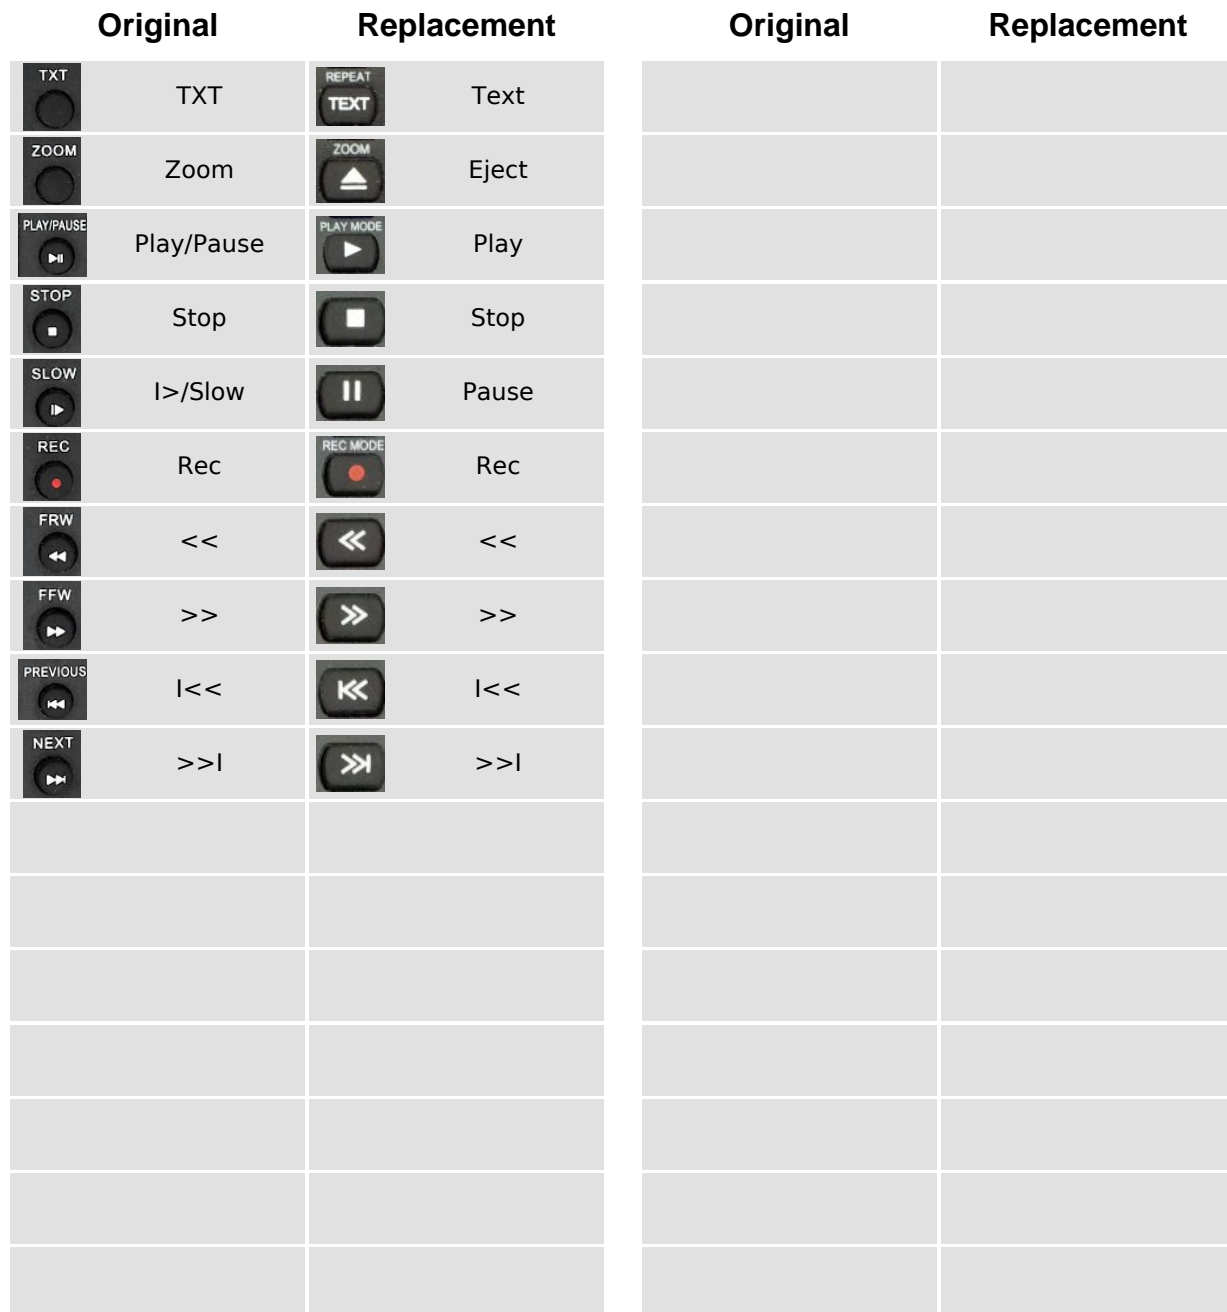 Original Replacement Original Replacement
TXT TXT REPEAT TEXT Text
ZOOM Zoom ZOOM Eject
PLAY/PAUSE Play/Pause PLAY MODE Play
STOP Stop Stop
SLOW I>/Slow Pause
REC Rec REC MODE Rec
FRW << <<
FFW >> >>
PREVIOUS I<< I<<
NEXT >>I >>I